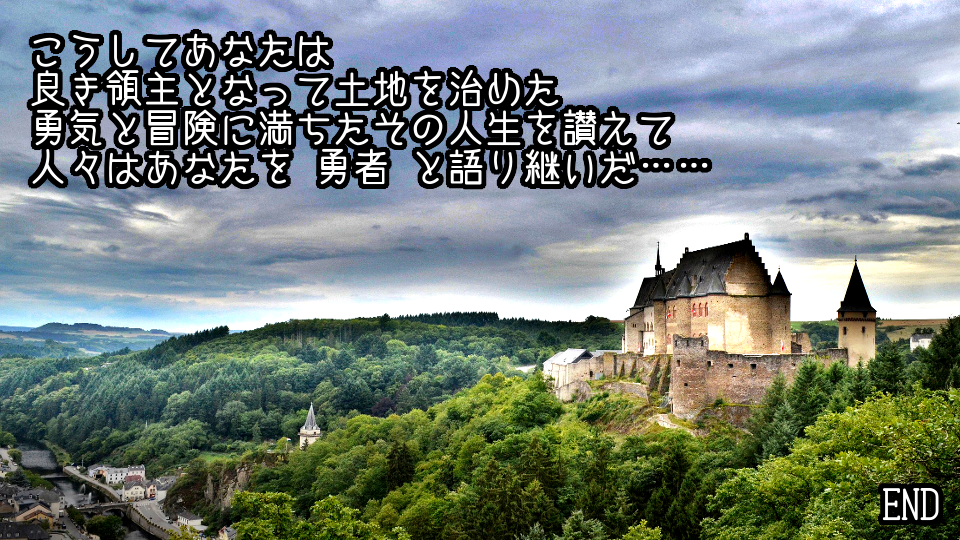 こうしてあなたは
良き領主となって土地を治めた
勇気と冒険に満ちたその人生を讃えて
人々はあなたを 勇者 と語り継いだ……
END